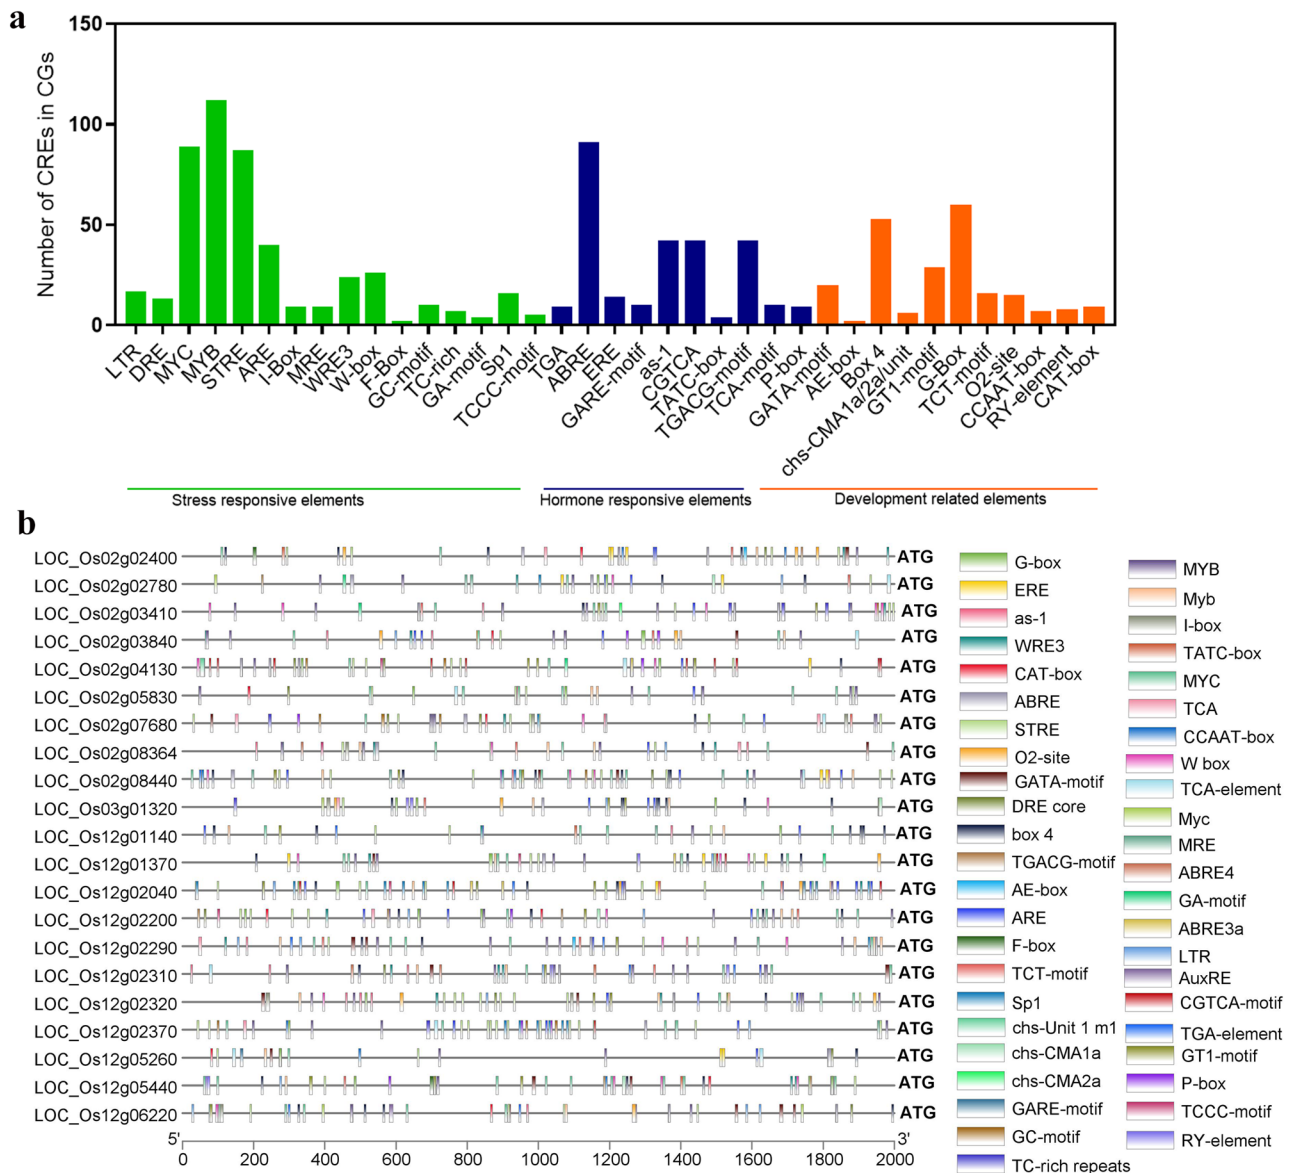 a
Number of CREs in CGs
150
100
50
0
LTR
DRE
MYC
MYB
STRE
ARE
I-Box
MRE
WRE3
W-box
F-Box
GC-motif
TC-rich
GA-motif
Sp1
TCCC-motif
TGA
ABRE
ERE
GARE-motif
as-1
CGTCA
TATC-box
TGACG-motif
TCA-motif
P-box
GATA-motif
AE-box
Box 4
chs-CMA1a/2a/unit
GT1-motif
G-Box
TCT-motif
O2-site
CCAAT-box
RY-element
CAT-box
Stress responsive elements
Hormone responsive elements
Development related elements
b
LOC_Os02g02400 ATG
LOC_Os02g02780 ATG
LOC_Os02g03410 ATG
LOC_Os02g03840 ATG
LOC_Os02g04130 ATG
LOC_Os02g05830 ATG
LOC_Os02g07680 ATG
LOC_Os02g08364 ATG
LOC_Os02g08440 ATG
LOC_Os03g01320 ATG
LOC_Os12g01140 ATG
LOC_Os12g01370 ATG
LOC_Os12g02040 ATG
LOC_Os12g02200 ATG
LOC_Os12g02290 ATG
LOC_Os12g02310 ATG
LOC_Os12g02320 ATG
LOC_Os12g02370 ATG
LOC_Os12g05260 ATG
LOC_Os12g05440 ATG
LOC_Os12g06220 ATG
5' 3'
0 200 400 600 800 1000 1200 1400 1600 1800 2000
G-box
ERE
as-1
WRE3
CAT-box
ABRE
STRE
O2-site
GATA-motif
DRE core
box 4
TGACG-motif
AE-box
ARE
F-box
TCT-motif
Sp1
chs-Unit 1 m1
chs-CMA1a
chs-CMA2a
GARE-motif
GC-motif
TC-rich repeats
MYB
Myb
I-box
TATC-box
MYC
TCA
CCAAT-box
W box
TCA-element
Myc
MRE
ABRE4
GA-motif
ABRE3a
LTR
AuxRE
CGTCA-motif
TGA-element
GT1-motif
P-box
TCCC-motif
RY-element